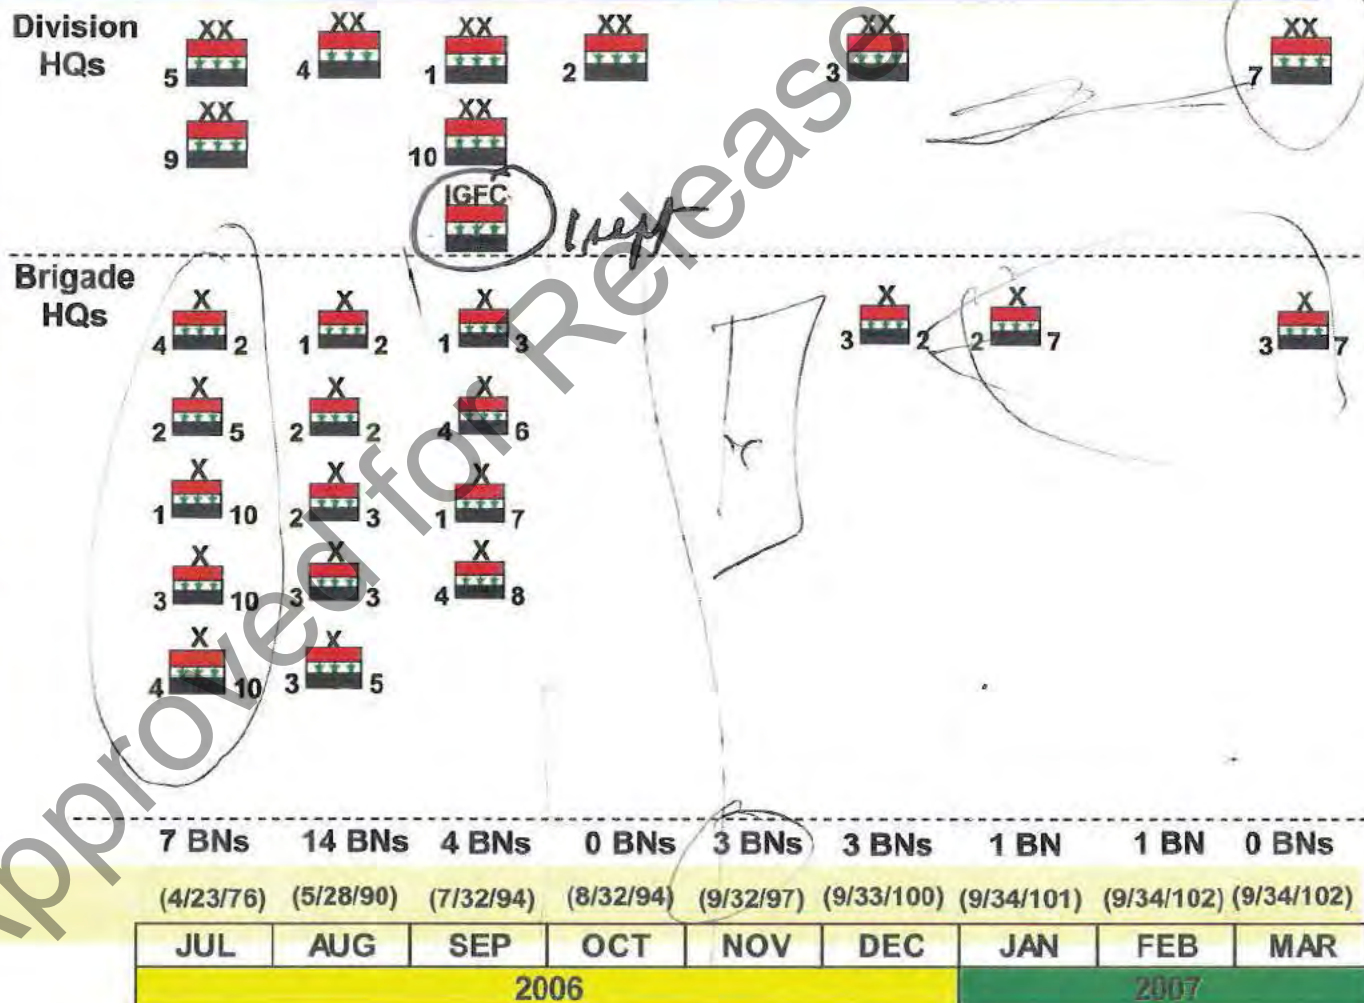 Division
HQs
XX XX XX XX XX XX
5 4 1 2 3 7
XX XX
9 10
IGFC
1 sept
Brigade
HQs
X X X X X X
4 2 1 2 1 3 3 2 2 7 3 7
X X X
2 5 2 2 4 6
X X X
1 10 2 3 1 7
X X X
3 10 3 3 4 8
X X
4 10 3 5
7 BNs 14 BNs 4 BNs 0 BNs 3 BNs 3 BNs 1 BN 1 BN 0 BNs
(4/23/76) (5/28/90) (7/32/94) (8/32/94) (9/32/97) (9/33/100) (9/34/101) (9/34/102) (9/34/102)
JUL AUG SEP OCT NOV DEC JAN FEB MAR
2006 2007
Approved for Release